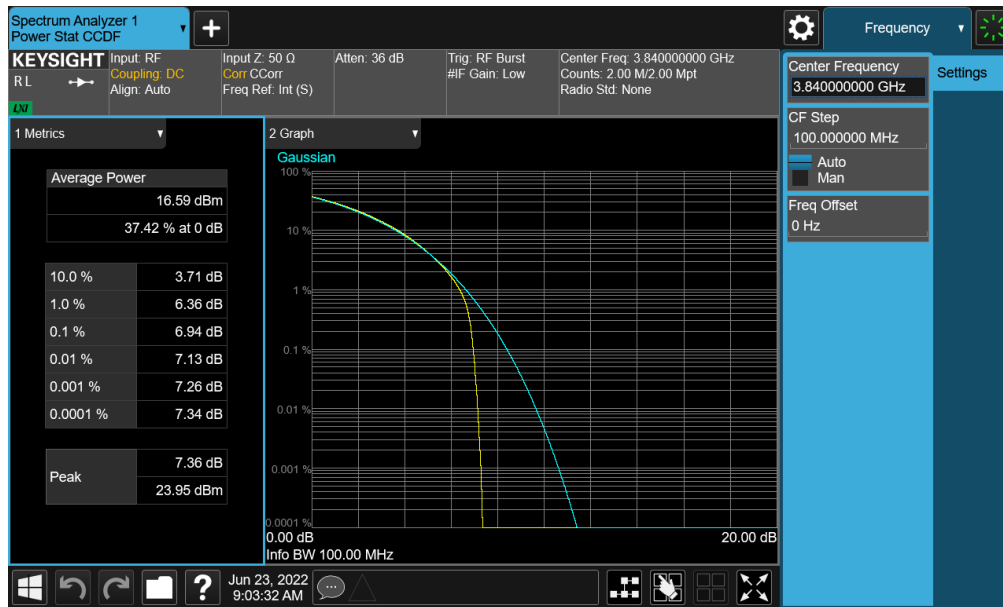 Spectrum Analyzer 1
Power Stat CCDF
+
Frequency
KEYSIGHT
R L
LXI
Input: RF
Coupling: DC
Align: Auto
Input Z: 50 Ω
Corr CCorr
Freq Ref: Int (S)
Atten: 36 dB
Trig: RF Burst
#IF Gain: Low
Center Freq: 3.840000000 GHz
Counts: 2.00 M/2.00 Mpt
Radio Std: None
Center Frequency
3.840000000 GHz
Settings
CF Step
100.000000 MHz
Auto
Man
Freq Offset
0 Hz
1 Metrics
Average Power
16.59 dBm
37.42 % at 0 dB
10.0 % 3.71 dB
1.0 % 6.36 dB
0.1 % 6.94 dB
0.01 % 7.13 dB
0.001 % 7.26 dB
0.0001 % 7.34 dB
Peak
7.36 dB
23.95 dBm
2 Graph
Gaussian
100 %
10 %
1 %
0.1 %
0.01 %
0.001 %
0.0001 %
0.00 dB 20.00 dB
Info BW 100.00 MHz
?
Jun 23, 2022
9:03:32 AM